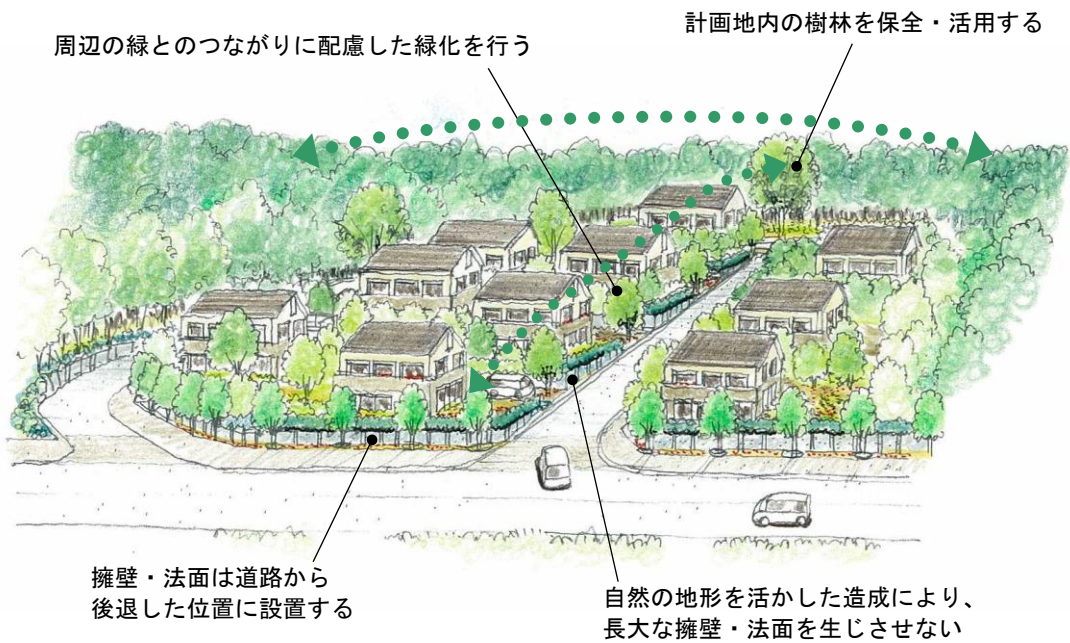 計画地内の樹林を保全・活用する
周辺の緑とのつながりに配慮した緑化を行う
擁壁・法面は道路から
後退した位置に設置する
自然の地形を活かした造成により、
長大な擁壁・法面を生じさせない